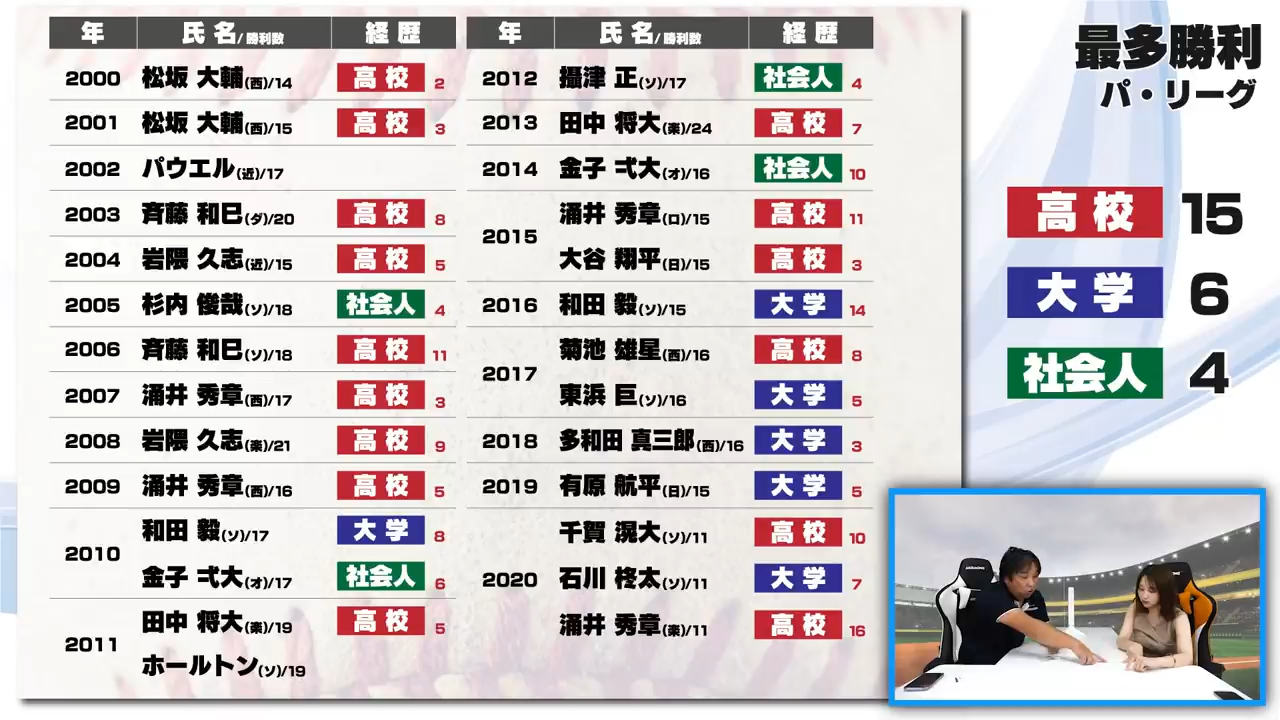 年 氏名/勝利数 経歴
2000 松坂 大輔(西)/14 高校 2
2001 松坂 大輔(西)/15 高校 3
2002 パウエル(近)/17
2003 斉藤 和巳(ダ)/20 高校 8
2004 岩隈 久志(近)/15 高校 5
2005 杉内 俊哉(ソ)/18 社会人 4
2006 斉藤 和巳(ソ)/18 高校 11
2007 涌井 秀章(西)/17 高校 3
2008 岩隈 久志(楽)/21 高校 9
2009 涌井 秀章(西)/16 高校 5
2010 和田 毅(ソ)/17 大学 8
金子 弌大(オ)/17 社会人 6
2011 田中 将大(楽)/19 高校 5
ホールトン(ソ)/19
年 氏名/勝利数 経歴
2012 攝津 正(ソ)/17 社会人 4
2013 田中 将大(楽)/24 高校 7
2014 金子 弌大(オ)/16 社会人 10
2015 涌井 秀章(ロ)/15 高校 11
大谷 翔平(日)/15 高校 3
2016 和田 毅(ソ)/15 大学 14
2017 菊池 雄星(西)/16 高校 8
東浜 巨(ソ)/16 大学 5
2018 多和田 真三郎(西)/16 大学 3
2019 有原 航平(日)/15 大学 5
千賀 滉大(ソ)/11 高校 10
2020 石川 柊太(ソ)/11 大学 7
涌井 秀章(楽)/11 高校 16
最多勝利
パ・リーグ
高校 15
大学 6
社会人 4